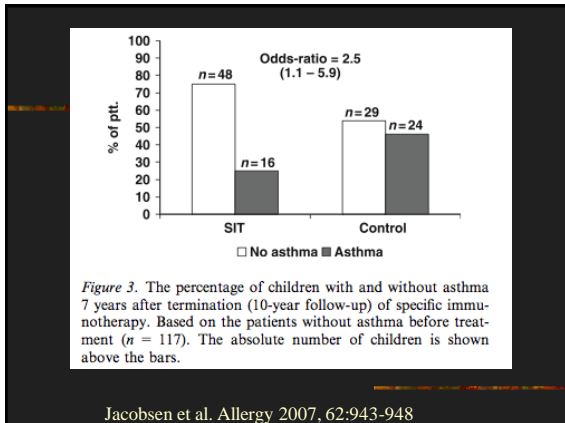 100
90
80
70
60
50
40
30
20
10
0
% of ptt.
Odds-ratio = 2.5
(1.1 – 5.9)
n=48
n=16
n=29
n=24
SIT Control
No asthma Asthma
Figure 3. The percentage of children with and without asthma
7 years after termination (10-year follow-up) of specific immu-
notherapy. Based on the patients without asthma before treat-
ment (n = 117). The absolute number of children is shown
above the bars.
Jacobsen et al. Allergy 2007, 62:943-948